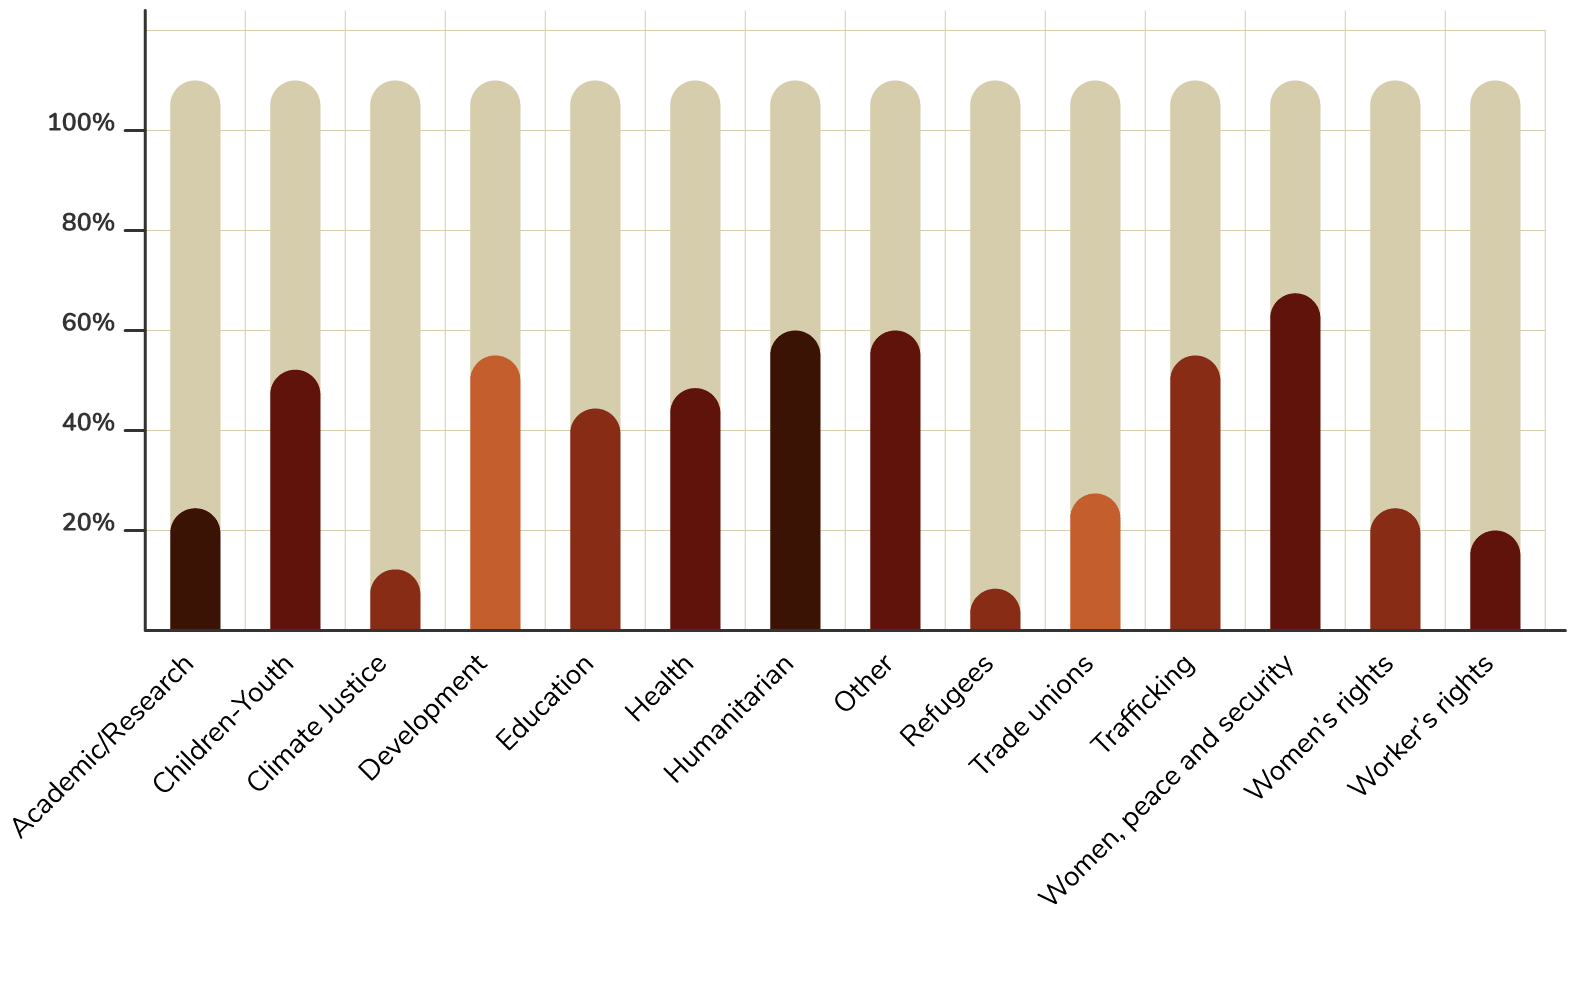 100%
80%
60%
40%
20%
Academic/Research
Children-Youth
Climate Justice
Development
Education
Health
Humanitarian
Other
Refugees
Trade unions
Trafficking
Women, peace and security
Women’s rights
Worker’s rights